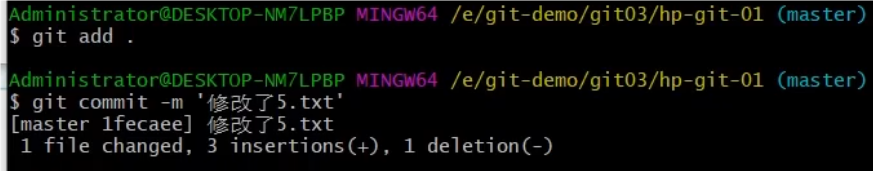 Administrator@DESKTOP-NM7LPBP MINGW64 /e/git-demo/git03/hp-git-01 (master)
$ git add .
Administrator@DESKTOP-NM7LPBP MINGW64 /e/git-demo/git03/hp-git-01 (master)
$ git commit -m '修改了5.txt'
[master 1fecaee] 修改了5.txt
 1 file changed, 3 insertions(+), 1 deletion(-)